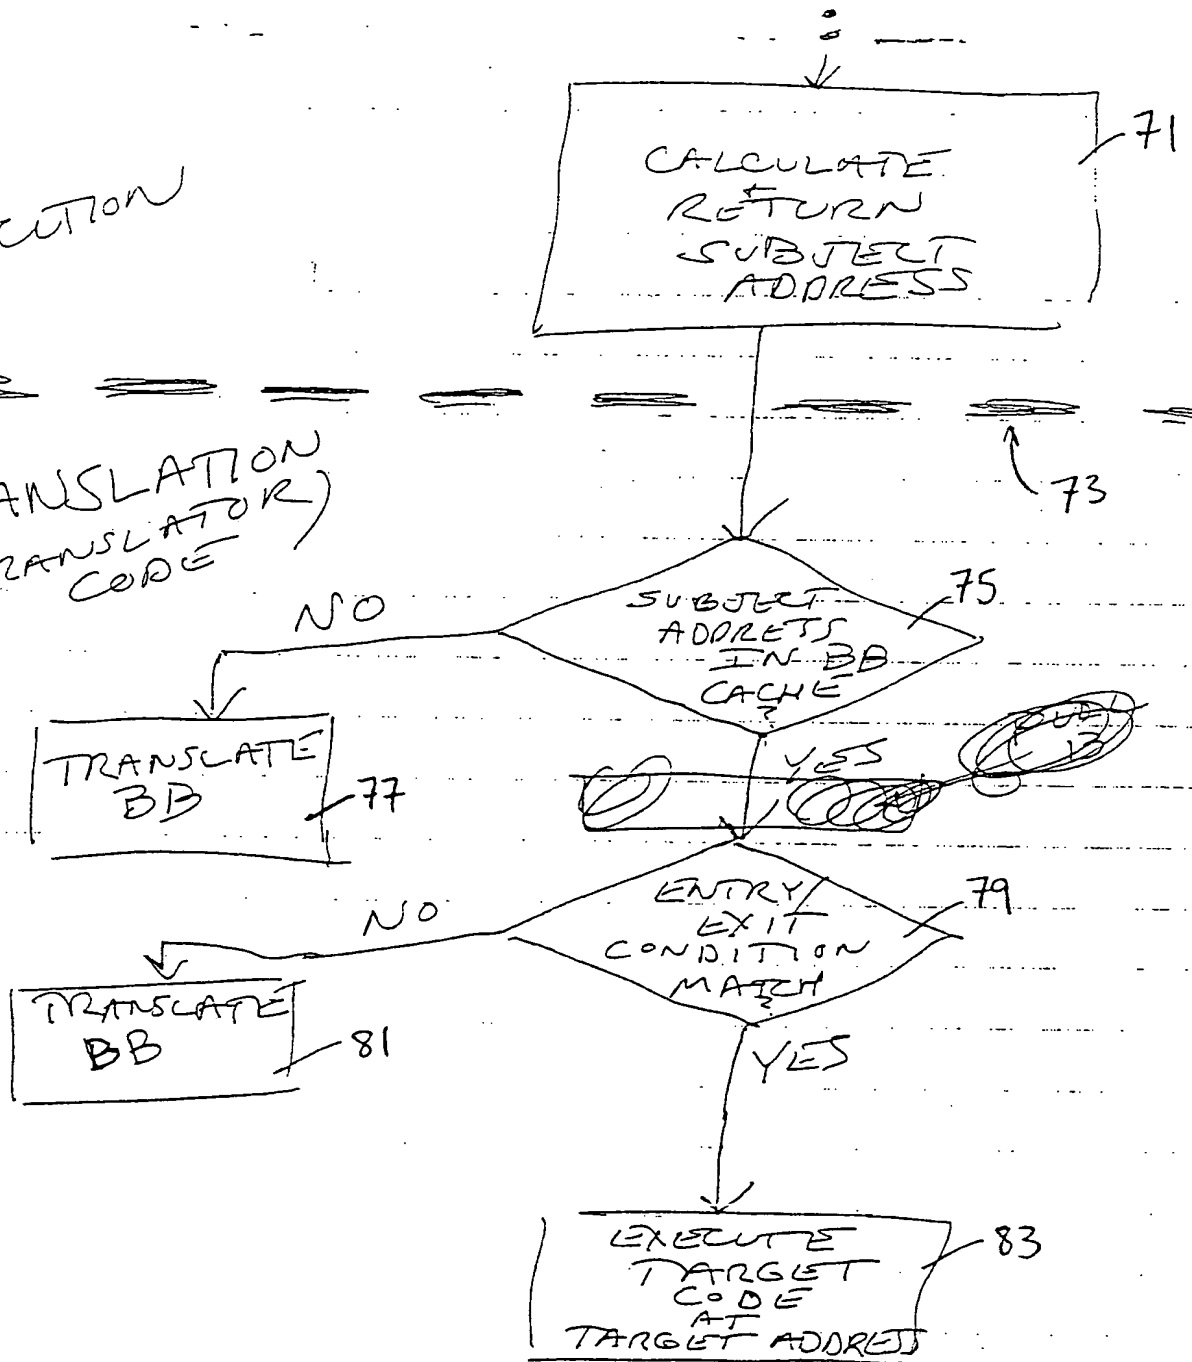 71
CALCULATE
RETURN
SUBJECT
ADDRESS
CUTION
73
ANSLATION
RANSLATOR)
CODE
NO
75
SUBJECT
ADDRESS
IN BB
CACHE
?
TRANSLATE
BB
77
YES
NO
79
ENTRY/
EXIT
CONDITION
MATCH
?
TRANSLATE
BB
81
YES
83
EXECUTE
TARGET
CODE
AT
TARGET ADDRESS